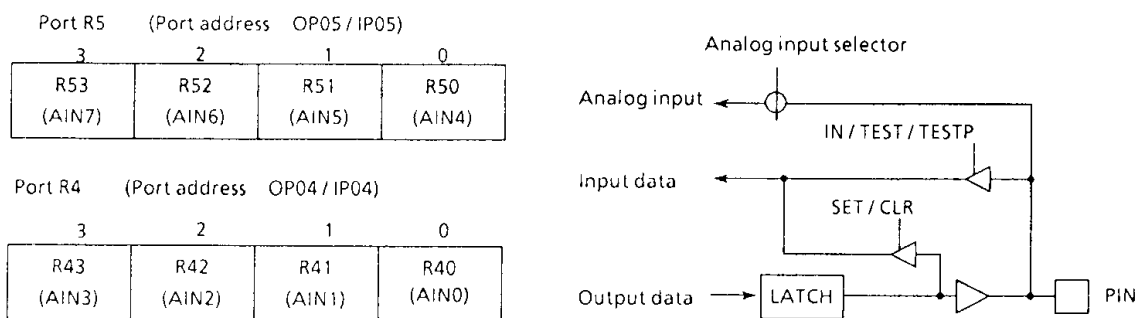 Port R5 (Port address OP05 / IP05)
3 2 1 0
R53 R52 R51 R50
(AIN7) (AIN6) (AIN5) (AIN4)
Port R4 (Port address OP04 / IP04)
3 2 1 0
R43 R42 R41 R40
(AIN3) (AIN2) (AIN1) (AIN0)
Analog input selector
Analog input
IN / TEST / TESTP
Input data
SET / CLR
Output data
LATCH
PIN